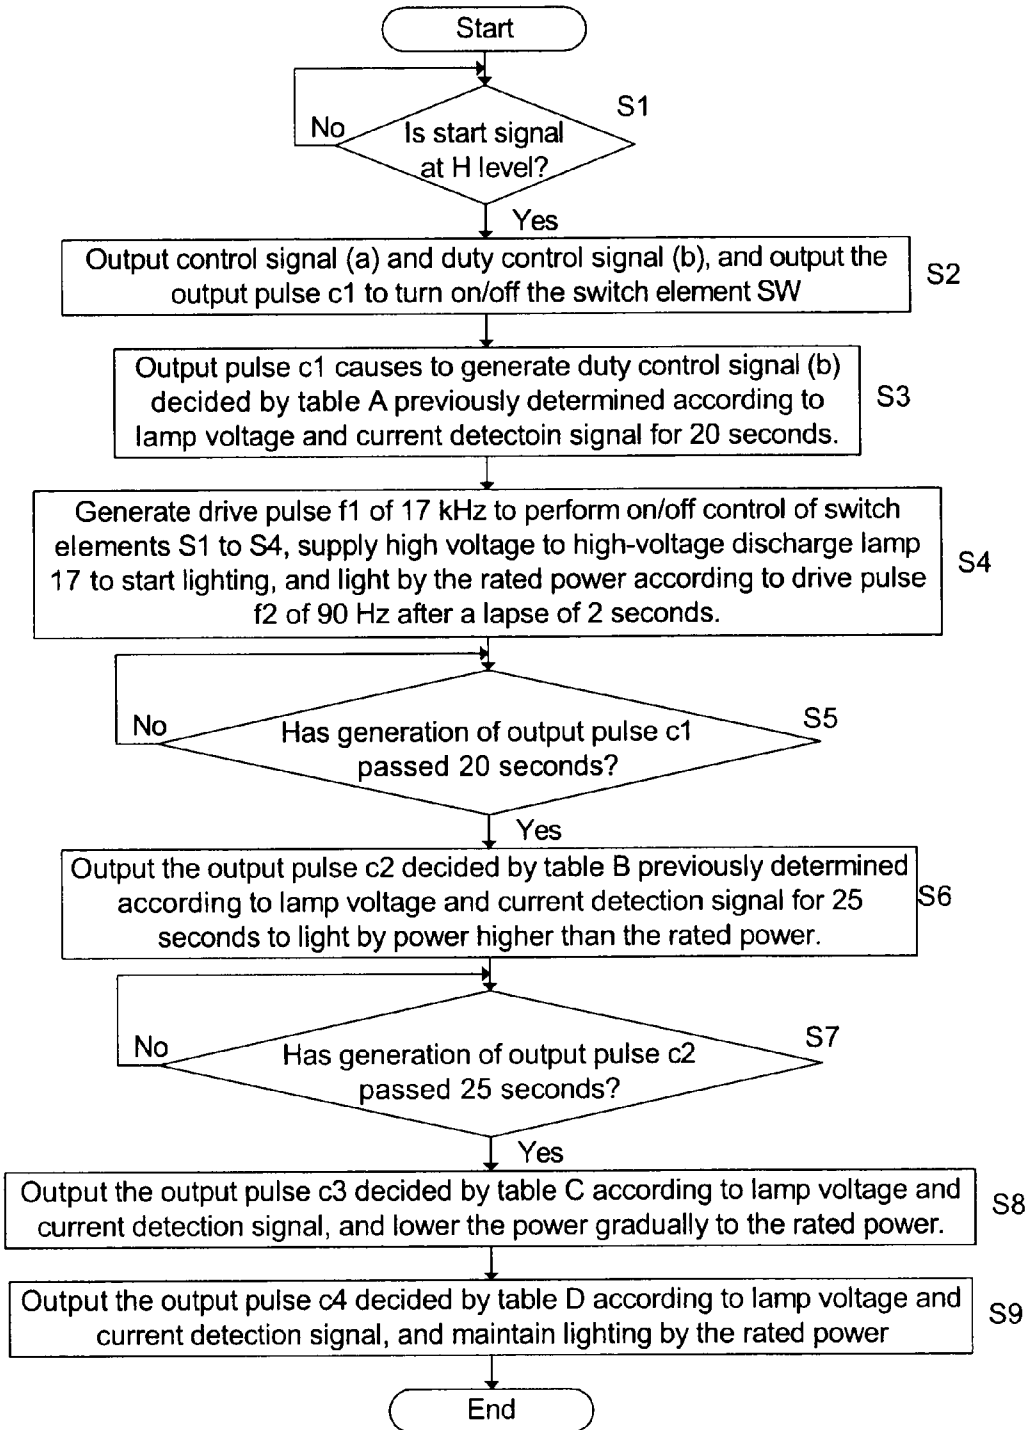 Start
S1
No
Is start signal
at H level?
Yes
Output control signal (a) and duty control signal (b), and output the
output pulse c1 to turn on/off the switch element SW
S2
Output pulse c1 causes to generate duty control signal (b)
decided by table A previously determined according to
lamp voltage and current detectoin signal for 20 seconds.
S3
Generate drive pulse f1 of 17 kHz to perform on/off control of switch
elements S1 to S4, supply high voltage to high-voltage discharge lamp
17 to start lighting, and light by the rated power according to drive pulse
f2 of 90 Hz after a lapse of 2 seconds.
S4
No
Has generation of output pulse c1
passed 20 seconds?
S5
Yes
Output the output pulse c2 decided by table B previously determined
according to lamp voltage and current detection signal for 25
seconds to light by power higher than the rated power.
S6
No
Has generation of output pulse c2
passed 25 seconds?
S7
Yes
Output the output pulse c3 decided by table C according to lamp voltage and
current detection signal, and lower the power gradually to the rated power.
S8
Output the output pulse c4 decided by table D according to lamp voltage and
current detection signal, and maintain lighting by the rated power
S9
End